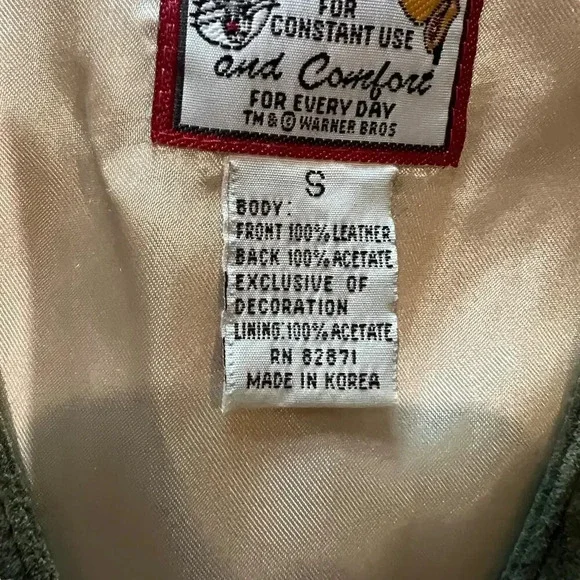 FOR
CONSTANT USE
and Comfort
FOR EVERY DAY
TM & © WARNER BROS
S
BODY:
FRONT 100% LEATHER
BACK 100% ACETATE
EXCLUSIVE OF
DECORATION
LINING:100% ACETATE
RN 82871
MADE IN KOREA